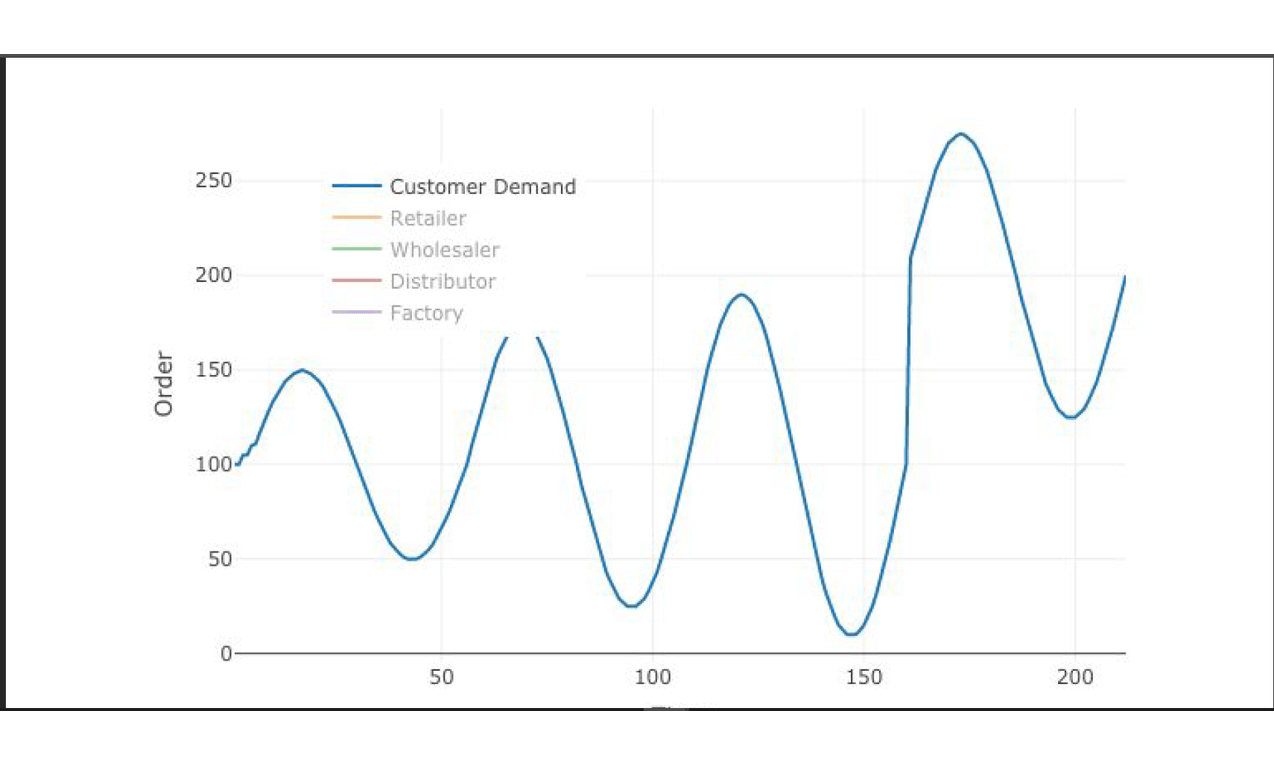 250
200
150
100
50
0
Order
Customer Demand
Retailer
Wholesaler
Distributor
Factory
50 100 150 200